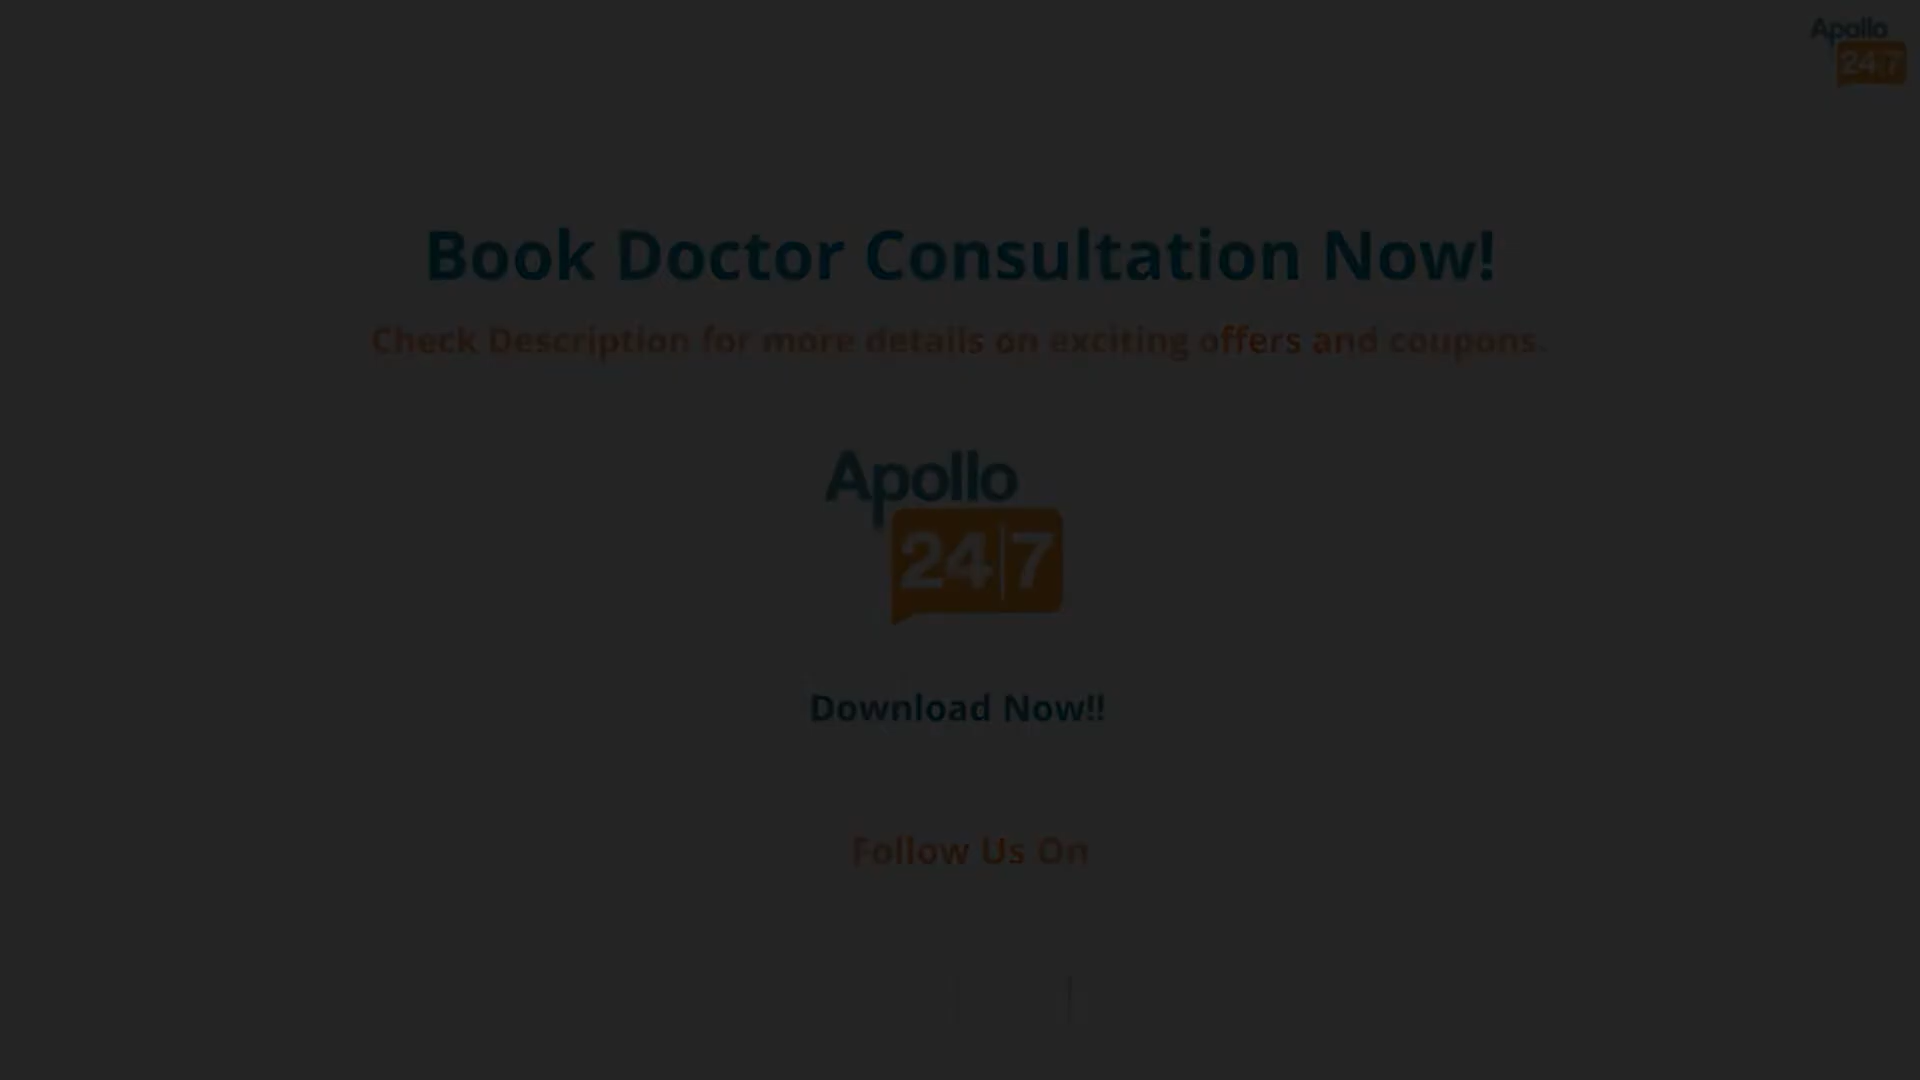 Apollo
24|7
Book Doctor Consultation Now!
Check Description for more details on exciting offers and coupons.
Apollo
24|7
Download Now!!
Follow Us On